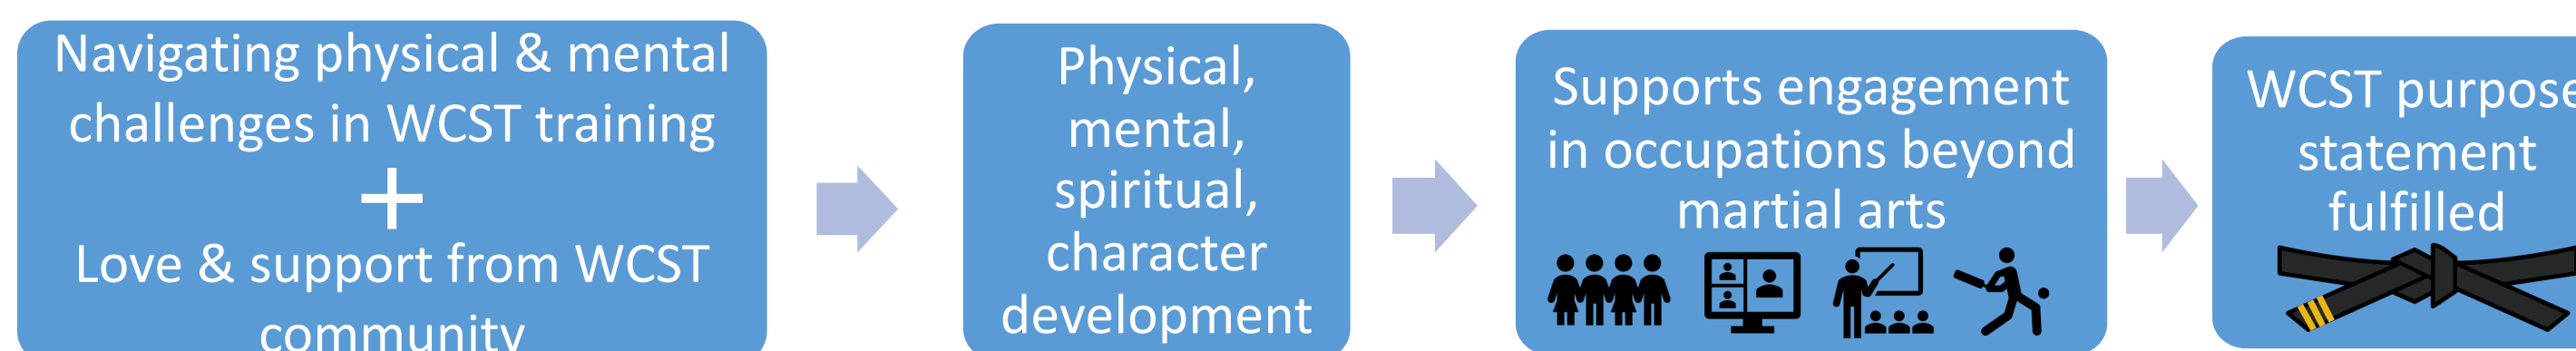 Navigating physical & mental
challenges in WCST training
+
Love & support from WCST
community
Physical,
mental,
spiritual,
character
development
Supports engagement
in occupations beyond
martial arts
WCST purpose
statement
fulfilled